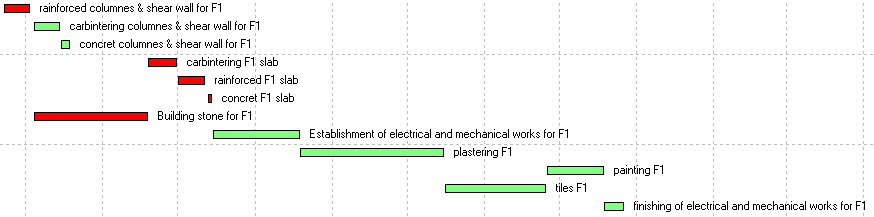 rainforced columnes & shear wall for F1
carbintering columnes & shear wall for F1
concret columnes & shear wall for F1
carbintering F1 slab
rainforced F1 slab
concret F1 slab
Building stone for F1
Establishment of electrical and mechanical works for F1
plastering F1
painting F1
tiles F1
finishing of electrical and mechanical works for F1